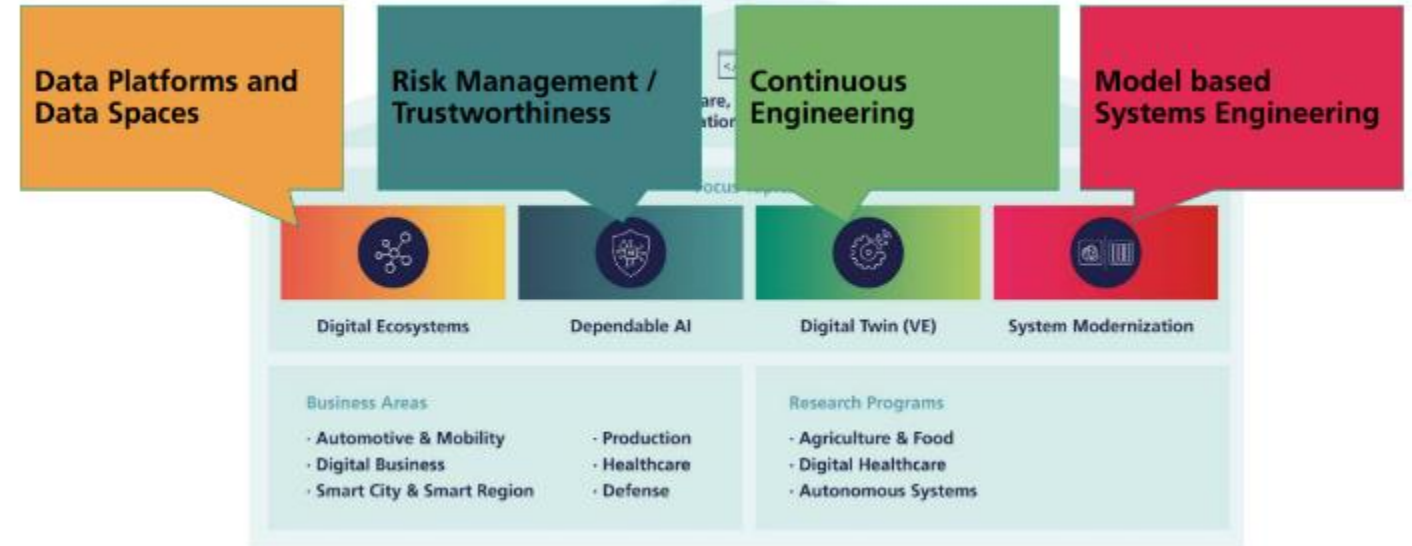 Data Platforms and
Data Spaces
Risk Management /
Trustworthiness
Continuous
Engineering
Model based
Systems Engineering
Digital Ecosystems
Dependable AI
Digital Twin (VE)
System Modernization
Business Areas
· Automotive & Mobility
· Digital Business
· Smart City & Smart Region
· Production
· Healthcare
· Defense
Research Programs
· Agriculture & Food
· Digital Healthcare
· Autonomous Systems